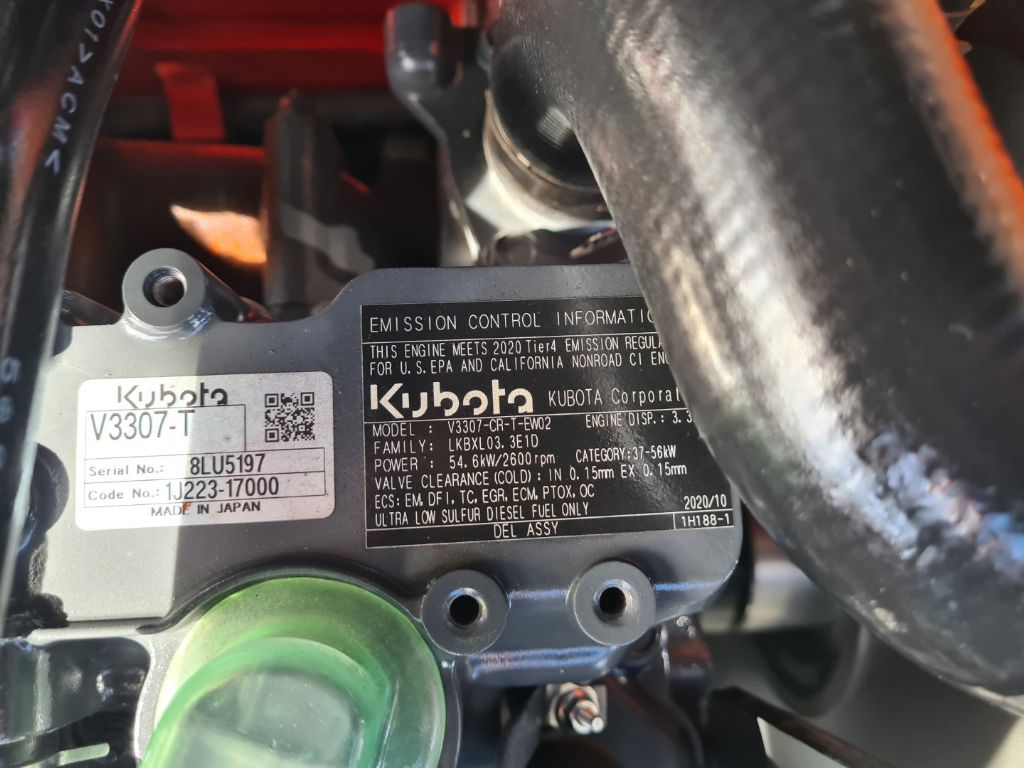 Kubota
V3307-T
Serial No.: 8LU5197
Code No.: 1J223-17000
MADE IN JAPAN
EMISSION CONTROL INFORMATIO
THIS ENGINE MEETS 2020 Tier4 EMISSION REGULA
FOR U.S.EPA AND CALIFORNIA NONROAD CI EN
Kubota KUBOTA Corporat
MODEL : V3307-CR-T-EW02 ENGINE DISP.: 3.3
FAMILY: LKBXL03.3E1D
POWER : 54.6kW/2600rpm CATEGORY:37-56kW
VALVE CLEARANCE(COLD): IN 0.15mm EX 0.15mm
ECS: EM, DFI, TC, EGR, ECM, PTOX, OC
ULTRA LOW SULFUR DIESEL FUEL ONLY 2020/10
DEL ASSY 1H188-1